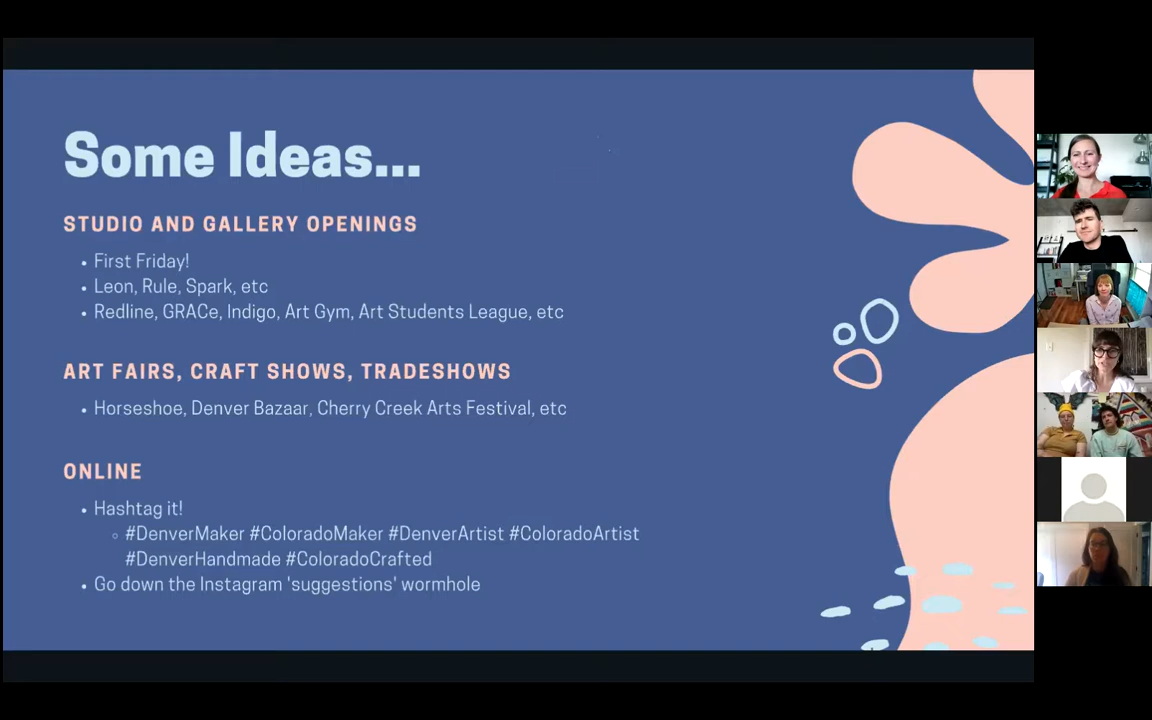 Some Ideas...
STUDIO AND GALLERY OPENINGS
• First Friday!
• Leon, Rule, Spark, etc
• Redline, GRACe, Indigo, Art Gym, Art Students League, etc
ART FAIRS, CRAFT SHOWS, TRADESHOWS
• Horseshoe, Denver Bazaar, Cherry Creek Arts Festival, etc
ONLINE
• Hashtag it!
◦ #DenverMaker #ColoradoMaker #DenverArtist #ColoradoArtist
#DenverHandmade #ColoradoCrafted
• Go down the Instagram 'suggestions' wormhole